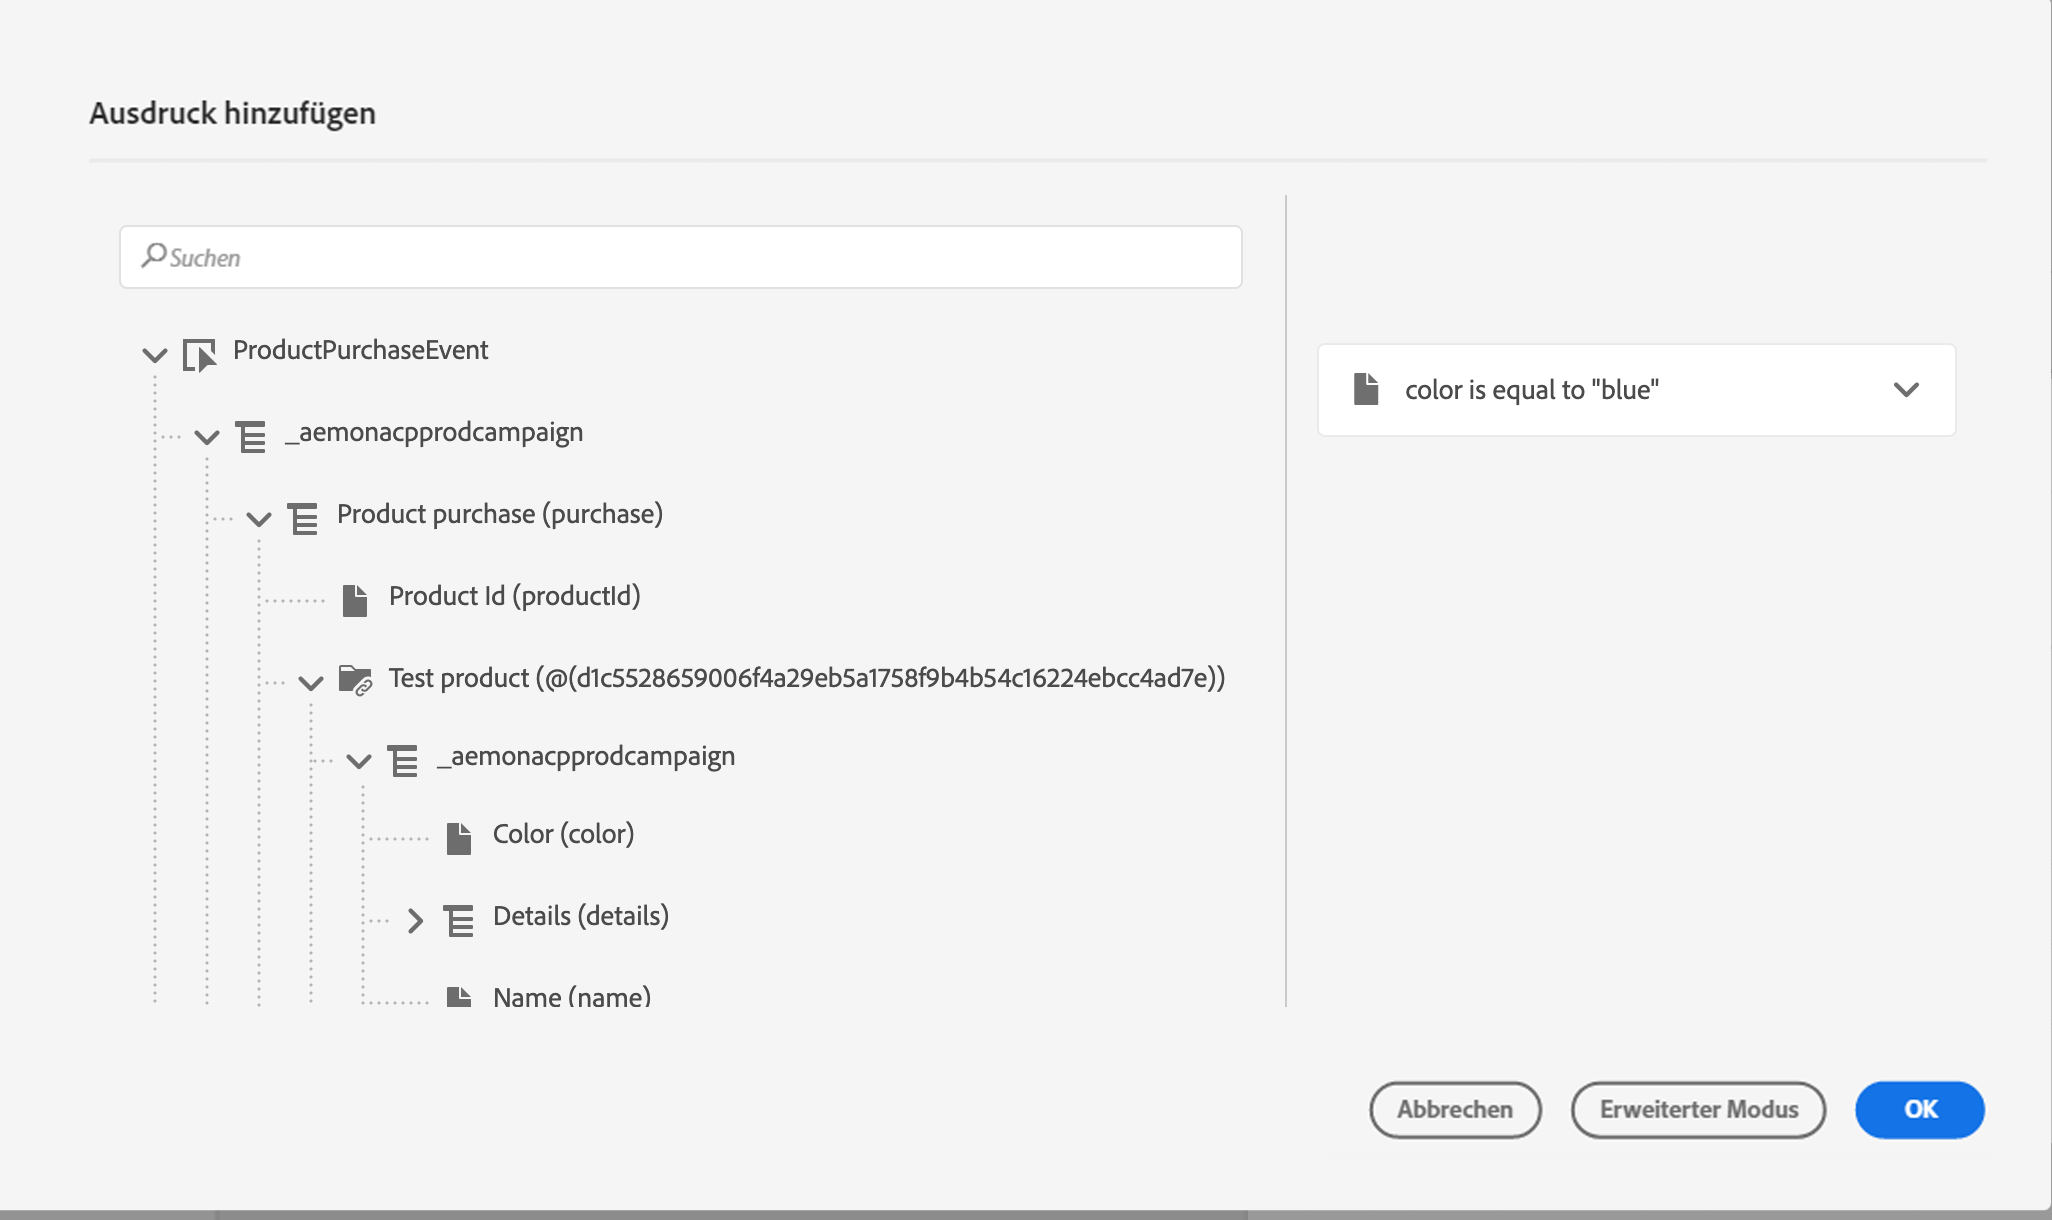 Ausdruck hinzufügen
Suchen
ProductPurchaseEvent
_aemonacpprodcampaign
Product purchase (purchase)
Product Id (productId)
Test product (@(d1c5528659006f4a29eb5a1758f9b4b54c16224ebcc4ad7e))
_aemonacpprodcampaign
Color (color)
Details (details)
Name (name)
color is equal to "blue"
Abbrechen
Erweiterter Modus
OK